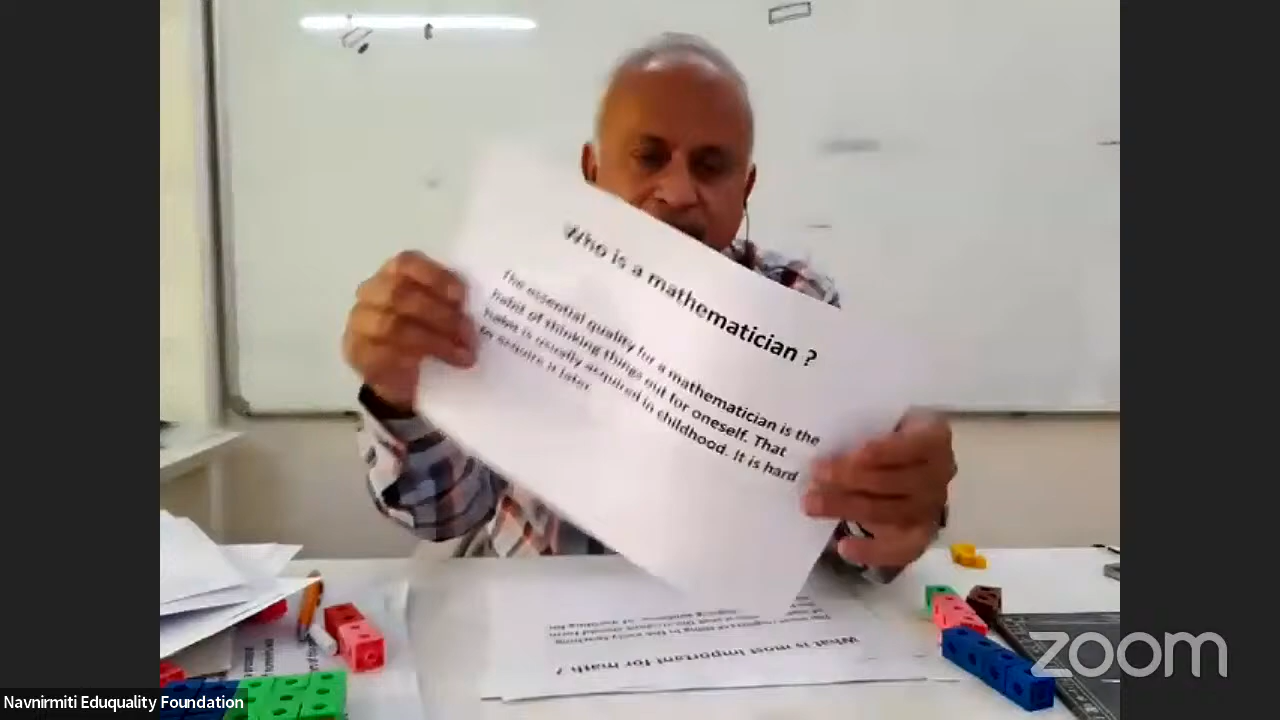 Who is a mathematician ?
The essential quality for a mathematician is the
habit of thinking things out for oneself. That
habit is usually acquired in childhood. It is hard
to acquire it later
What is most important for math ?
zoom
Navnirmiti Eduquality Foundation